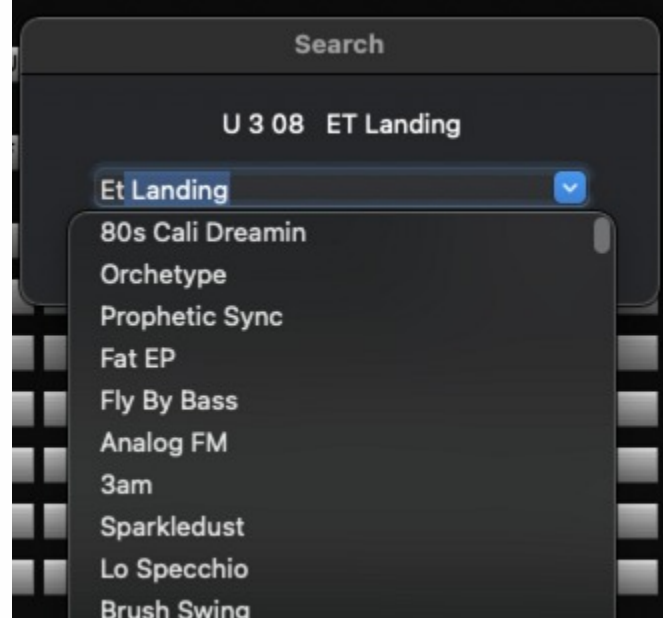 Search
U 3 08 ET Landing
Et Landing
80s Cali Dreamin
Orchetype
Prophetic Sync
Fat EP
Fly By Bass
Analog FM
3am
Sparkledust
Lo Specchio
Brush Swing